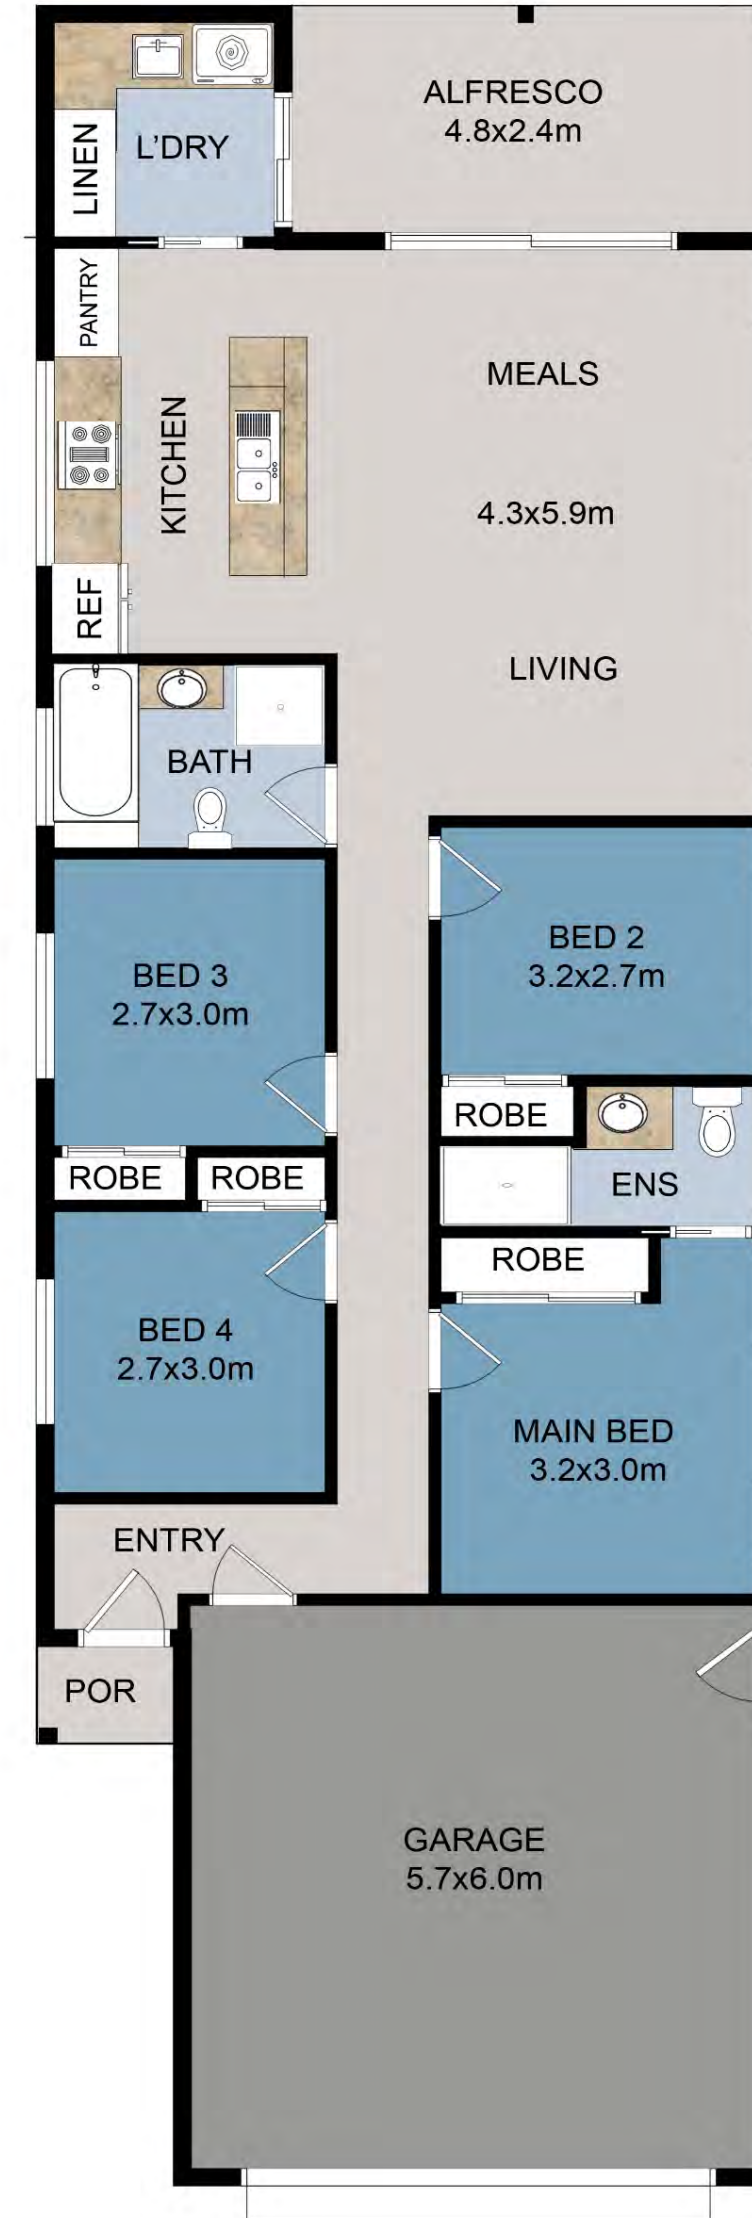 ALFRESCO
4.8x2.4m
L'DRY
LINEN
PANTRY
KITCHEN
MEALS
4.3x5.9m
REF
LIVING
BATH
BED 2
3.2x2.7m
BED 3
2.7x3.0m
ROBE
ROBE
ROBE
ENS
ROBE
BED 4
2.7x3.0m
MAIN BED
3.2x3.0m
ENTRY
POR
GARAGE
5.7x6.0m